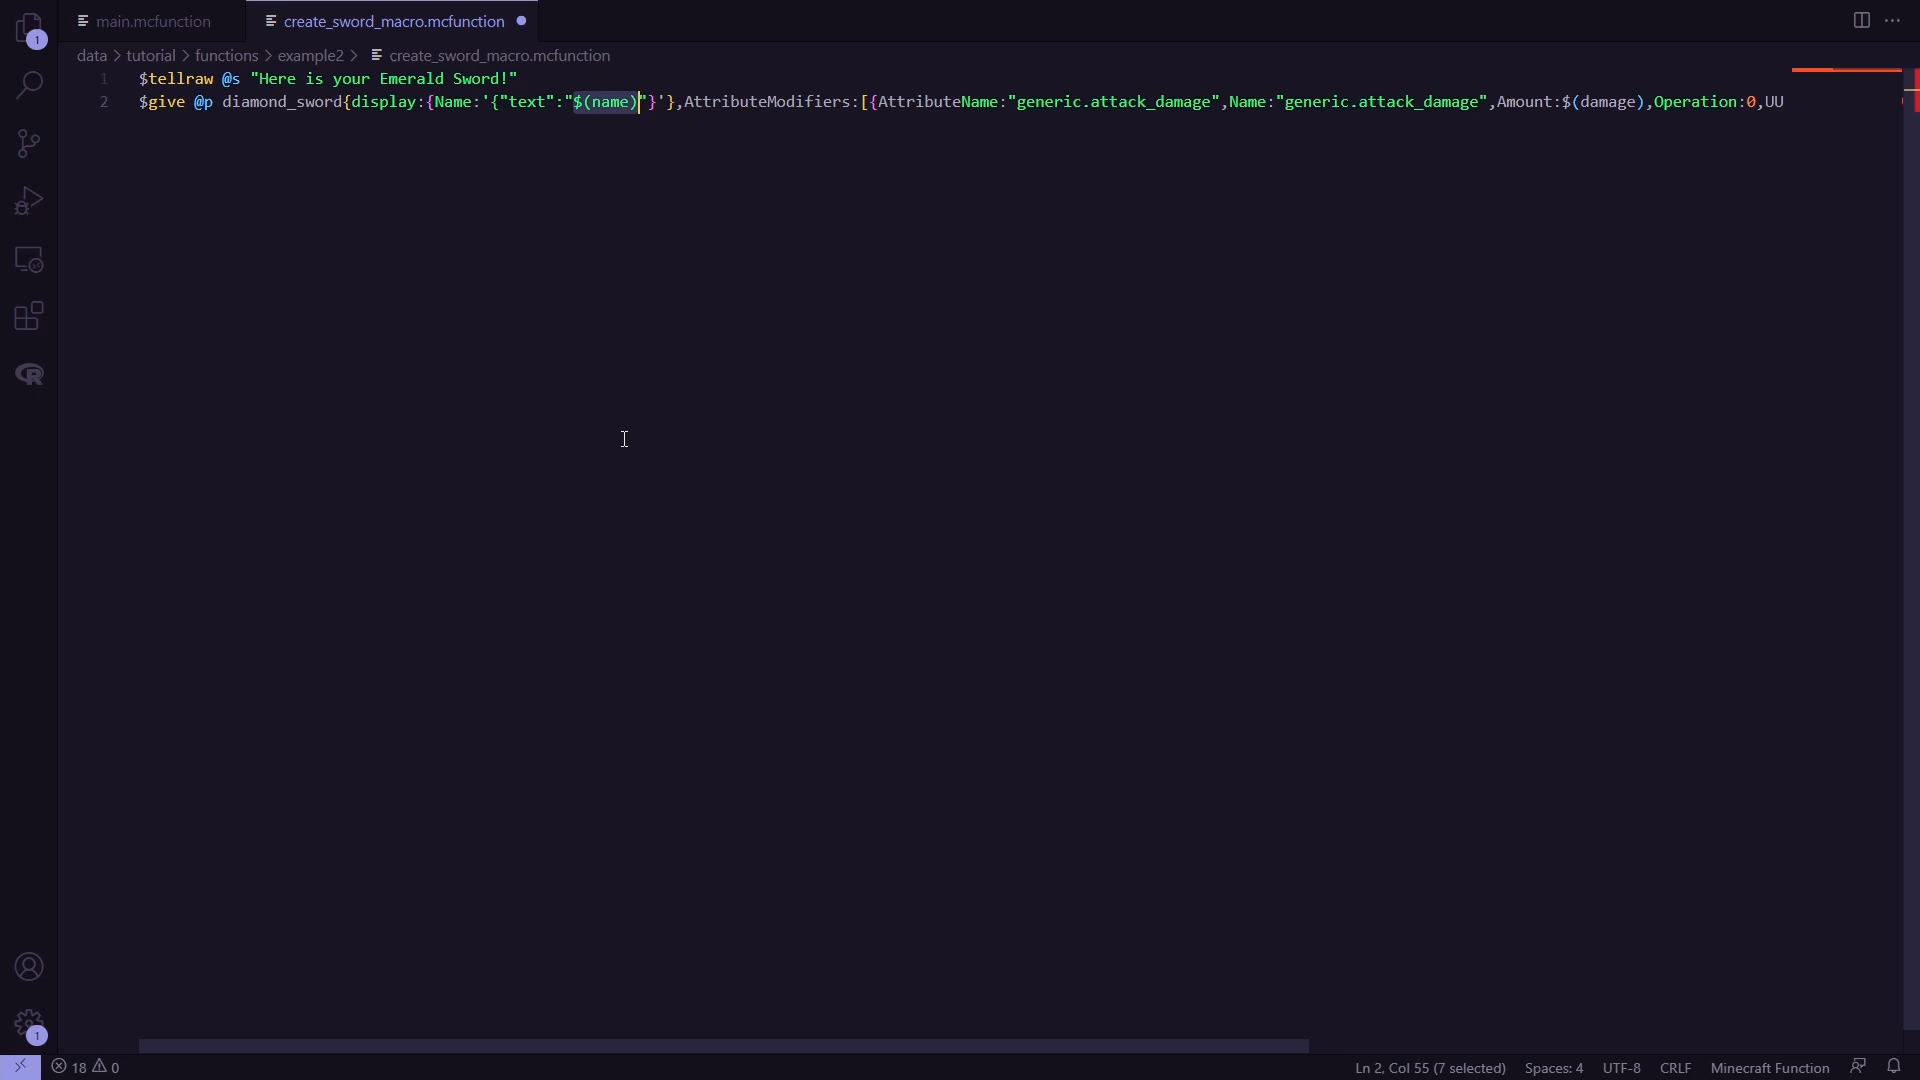 1
main.mcfunction
create_sword_macro.mcfunction
data > tutorial > functions > example2 > create_sword_macro.mcfunction
1 $tellraw @s "Here is your Emerald Sword!"
2 $give @p diamond_sword{display:{Name:'{"text":"$(name)"}'},AttributeModifiers:[{AttributeName:"generic.attack_damage",Name:"generic.attack_damage",Amount:$(damage),Operation:0,UU
R
1
18 0
Ln 2, Col 55 (7 selected)
Spaces: 4
UTF-8
CRLF
Minecraft Function